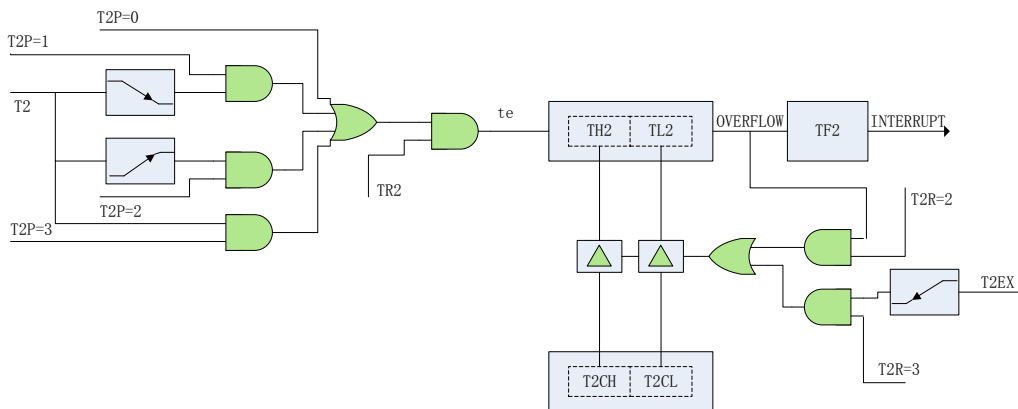 T2P=0
T2P=1
T2
T2P=2
T2P=3
TR2
te
TH2 TL2
OVERFLOW
TF2
INTERRUPT
T2R=2
T2EX
T2R=3
T2CH T2CL